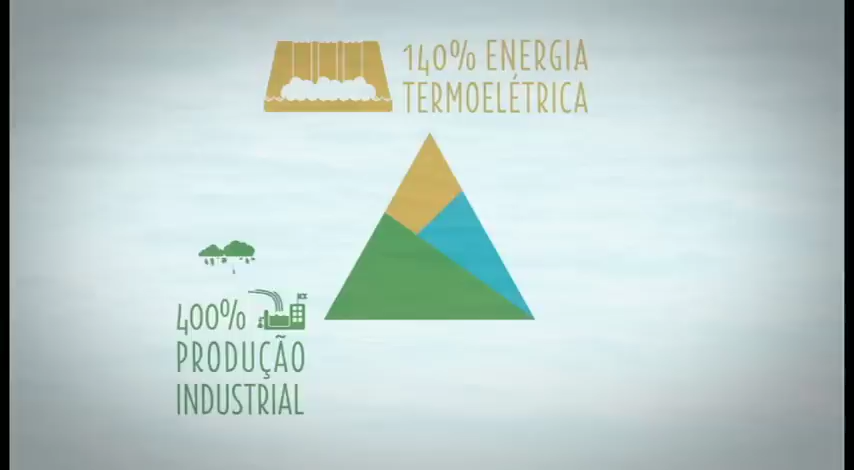 140% ENERGIA
TERMOELÉTRICA
400%
PRODUÇÃO
INDUSTRIAL